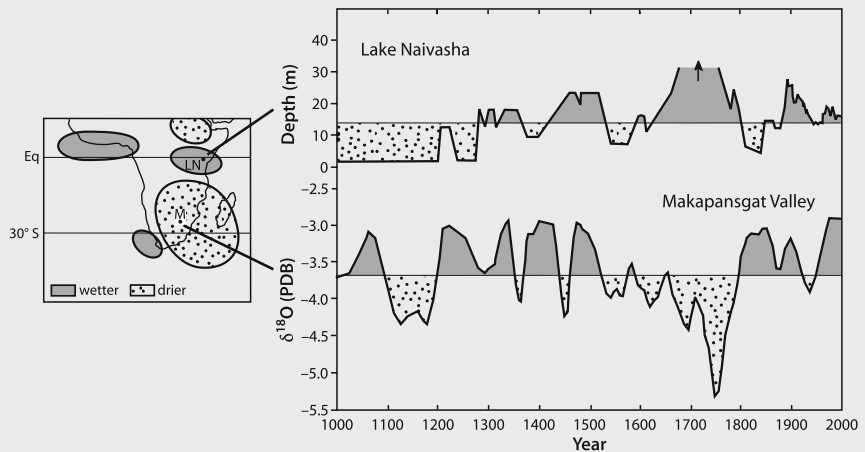 Lake Naivasha
Depth (m)
40
30
20
10
0
Eq
LN
M
30° S
wetter
drier
Makapansgat Valley
δ¹⁸O (PDB)
−2.5
−3.0
−3.5
−4.0
−4.5
−5.0
−5.5
1000 1100 1200 1300 1400 1500 1600 1700 1800 1900 2000
Year